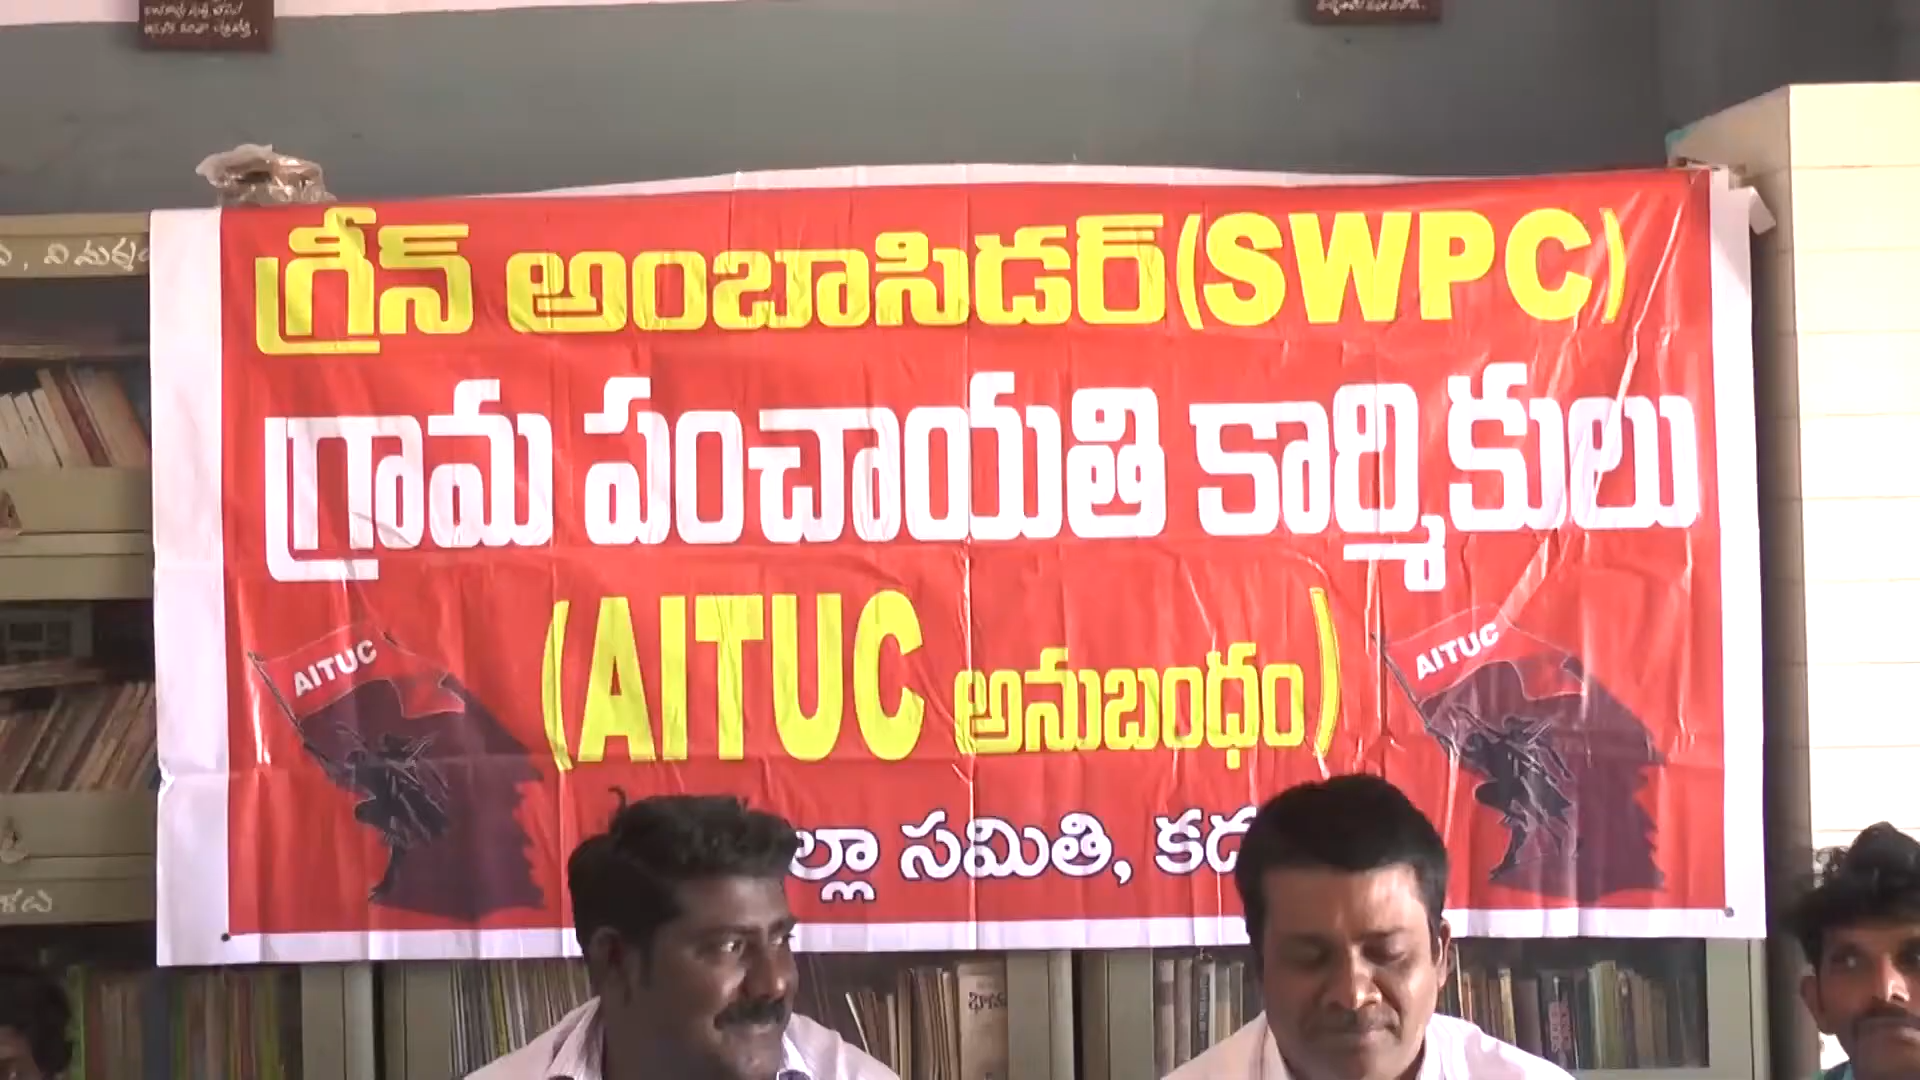 గ్రీన్ అంబాసిడర్(SWPC)
గ్రామ పంచాయతి కార్మికులు
(AITUC అనుబంధం)
AITUC
AITUC
ల్లా సమితి, కడ